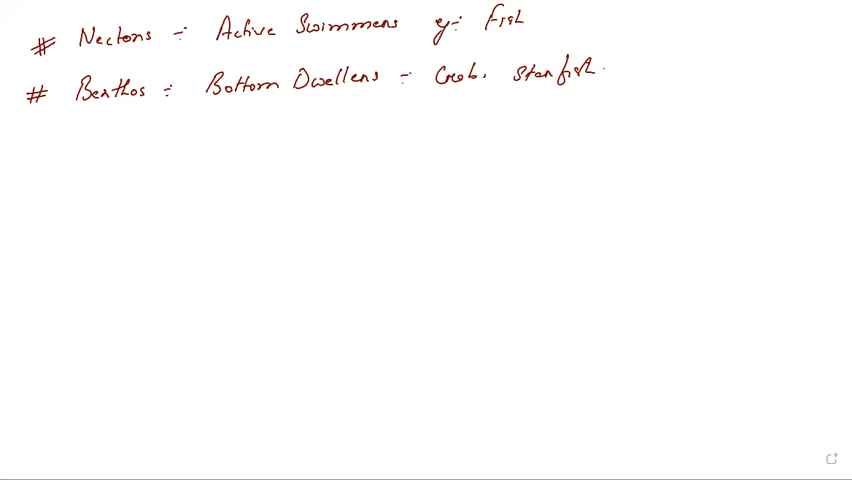 # Nectons :- Active Swimmers eg :- Fish
# Benthos :- Bottom Dwellers :- Crab. Starfish.